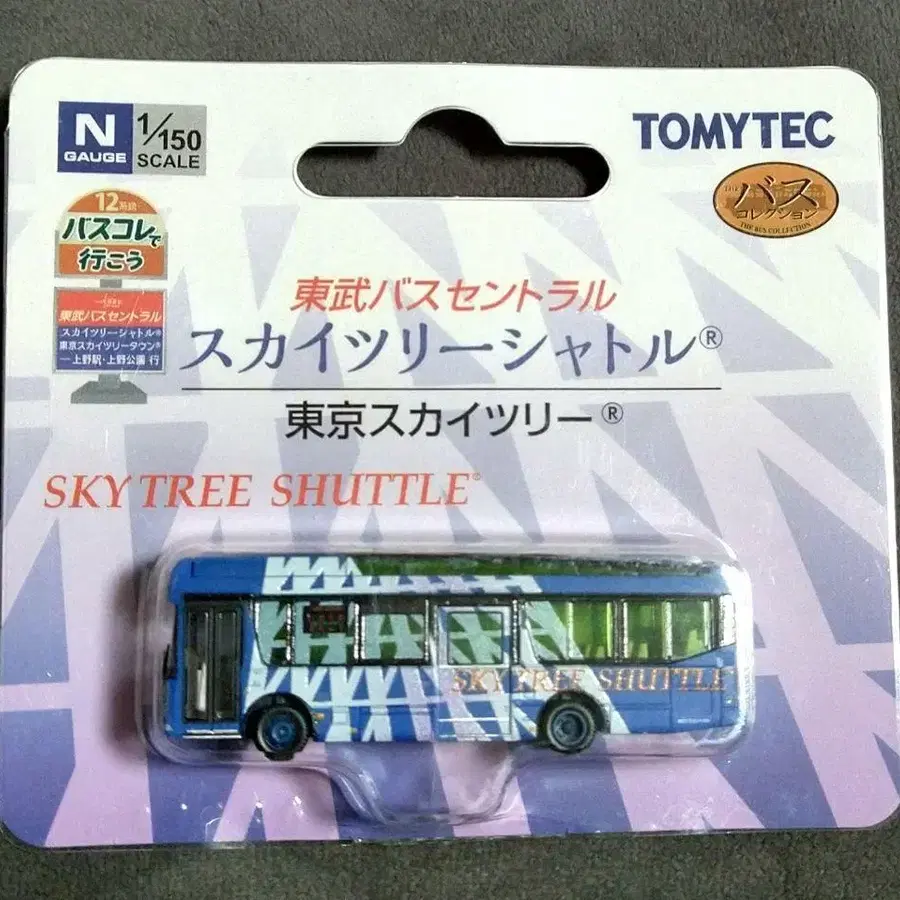 N
GAUGE
1/150
SCALE
TOMYTEC
バス
コレクション
THE BUS COLLECTION
12系統
バスコレで
行こう
東武バスセントラル
スカイツリーシャトル®
東京スカイツリータウン®
―上野駅・上野公園 行
東武バスセントラル
スカイツリーシャトル®
東京スカイツリー®
SKYTREE SHUTTLE®
SKYTREE SHUTTLE